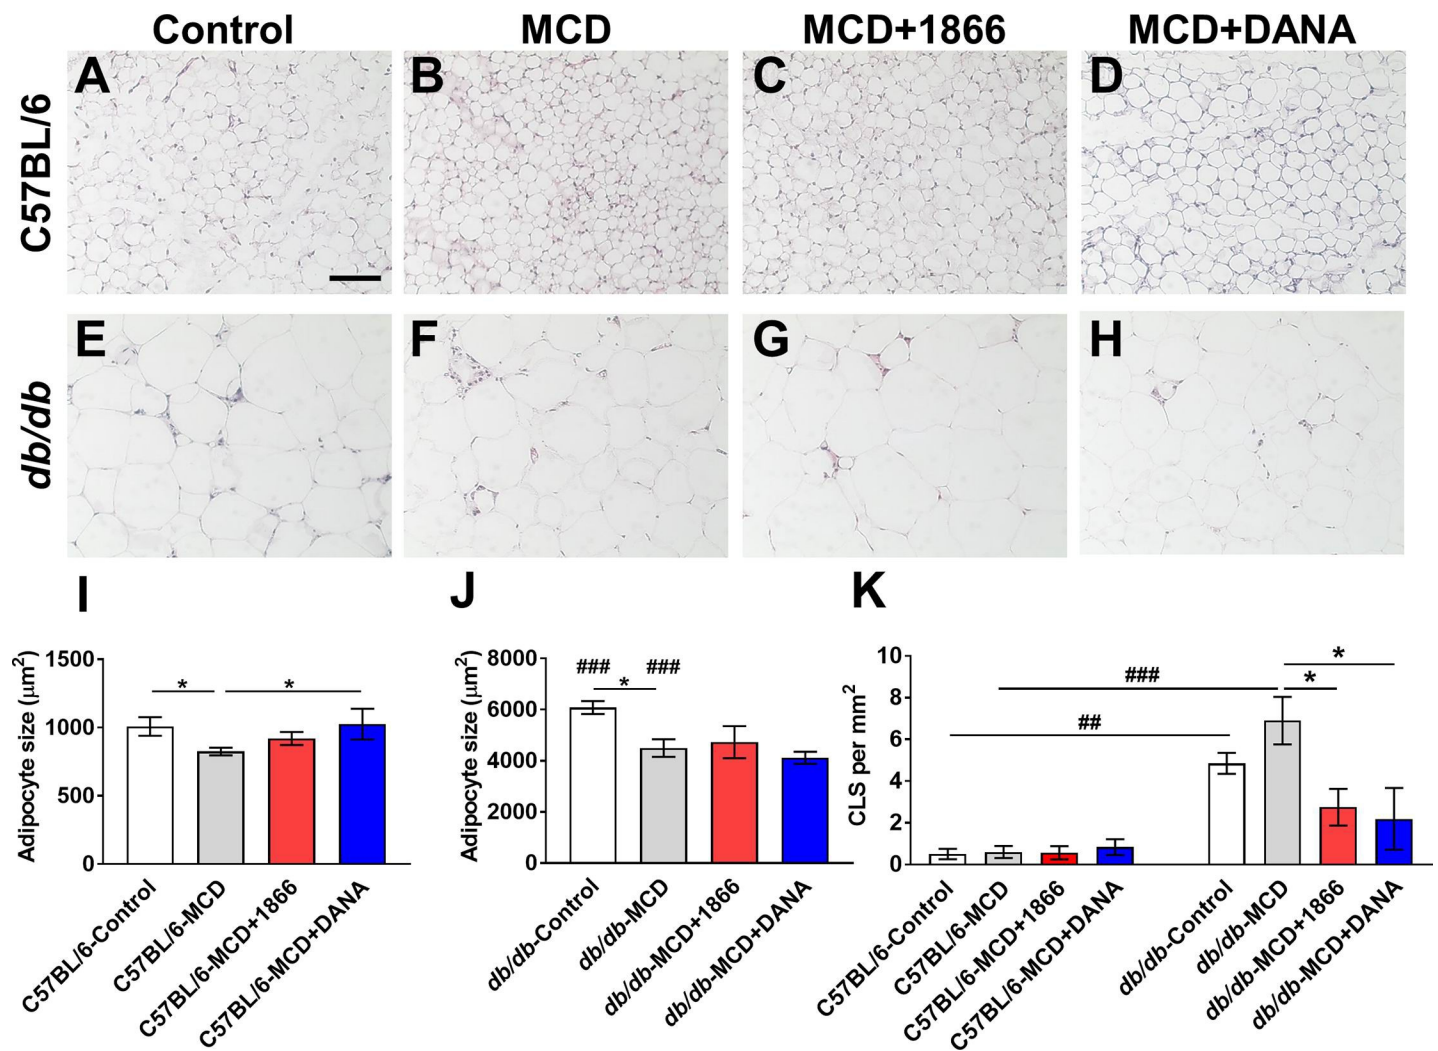 Control MCD MCD+1866 MCD+DANA
C57BL/6
A B C D
db/db
E F G H
I
Adipocyte size (μm²)
1500
1000
500
0
* *
C57BL/6-Control
C57BL/6-MCD
C57BL/6-MCD+1866
C57BL/6-MCD+DANA
J
Adipocyte size (μm²)
8000
6000
4000
2000
0
### ###
*
db/db-Control
db/db-MCD
db/db-MCD+1866
db/db-MCD+DANA
K
CLS per mm²
10
8
6
4
2
0
*
### *
##
C57BL/6-Control
C57BL/6-MCD
C57BL/6-MCD+1866
C57BL/6-MCD+DANA
db/db-Control
db/db-MCD
db/db-MCD+1866
db/db-MCD+DANA